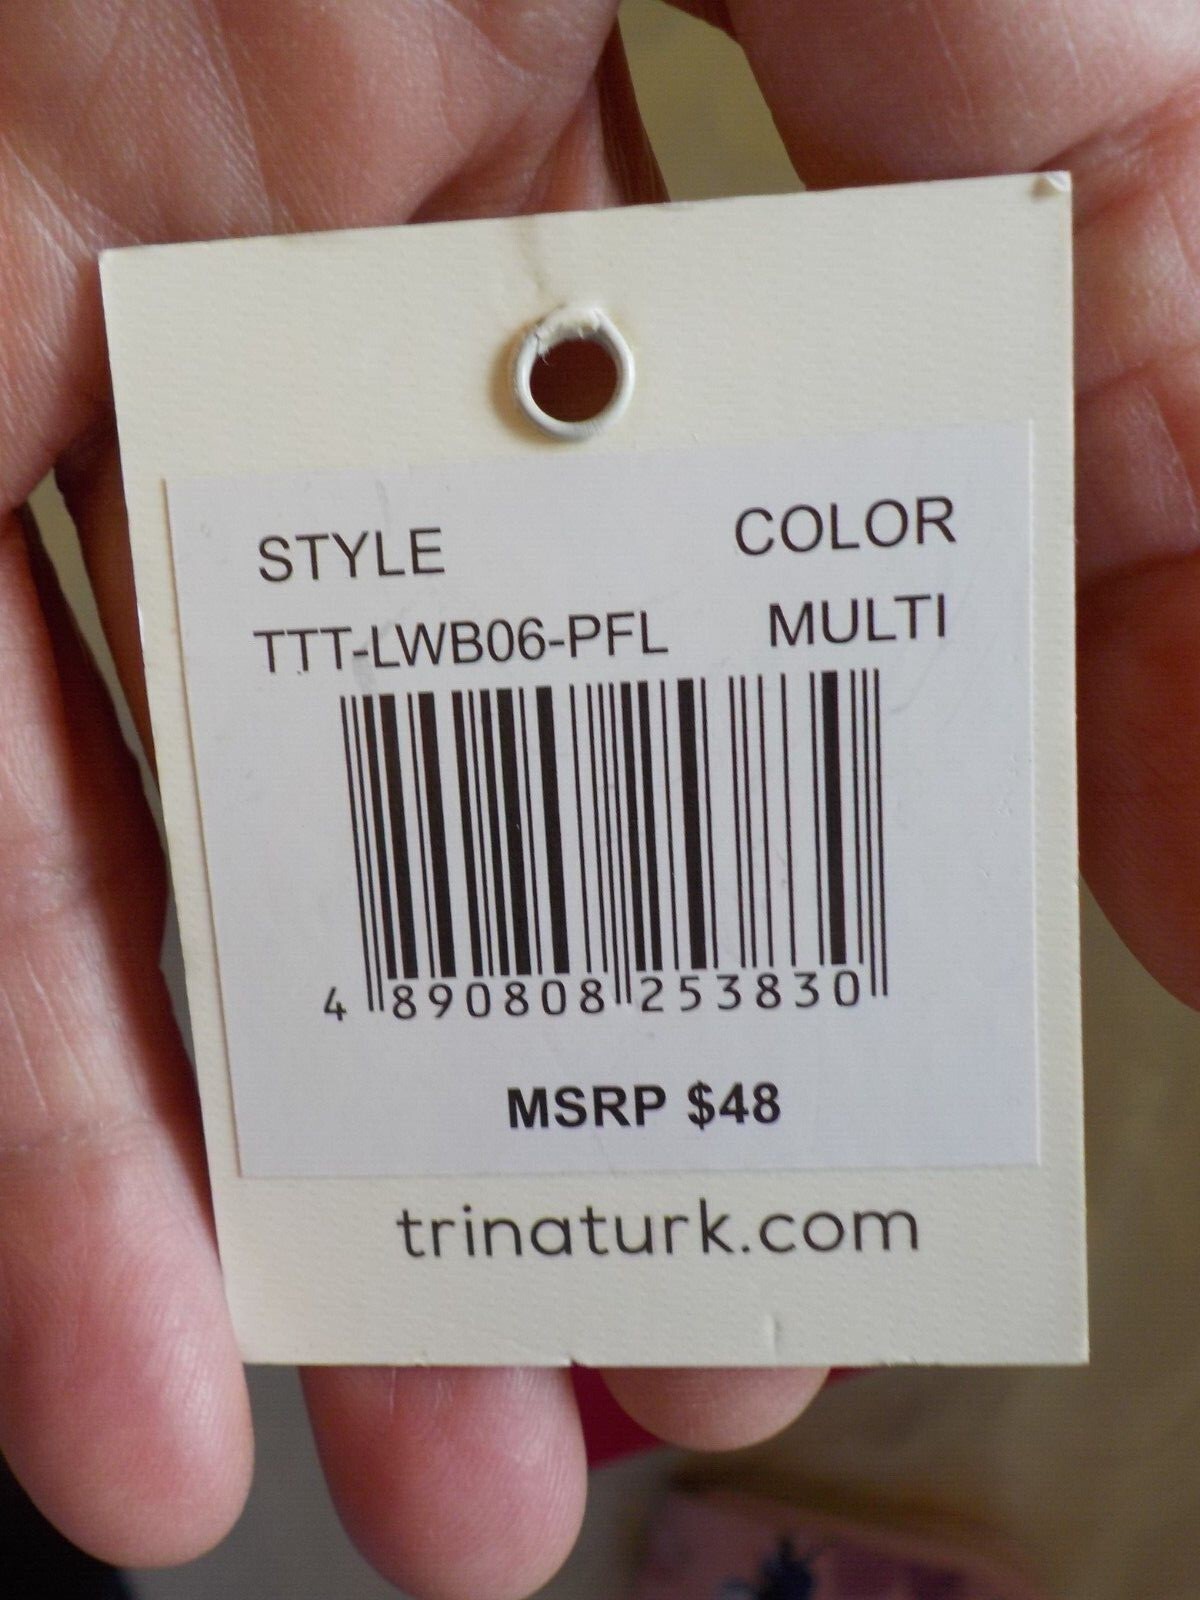 STYLE COLOR
TTT-LWB06-PFL MULTI
4 890808 253830
MSRP $48
trinaturk.com